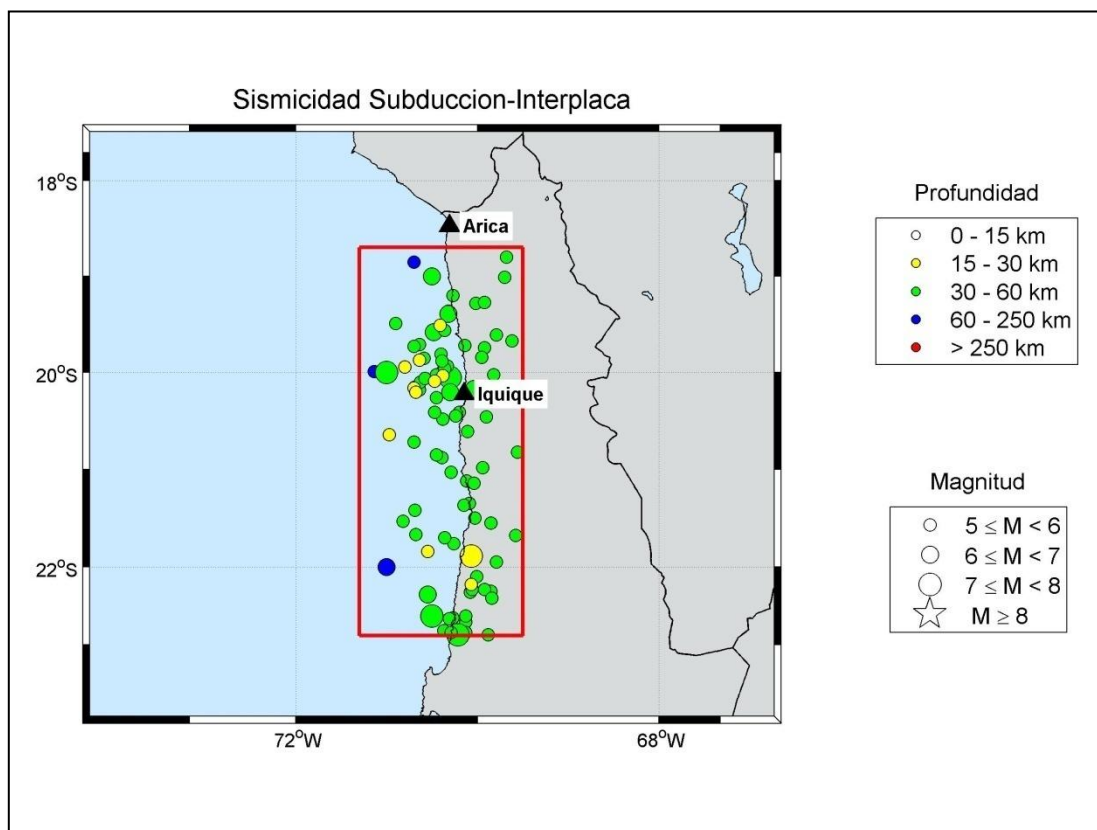 Sismicidad Subduccion-Interplaca
18°S
20°S
22°S
72°W
68°W
Arica
Iquique
Profundidad
0 - 15 km
15 - 30 km
30 - 60 km
60 - 250 km
> 250 km
Magnitud
5 ≤ M < 6
6 ≤ M < 7
7 ≤ M < 8
M ≥ 8